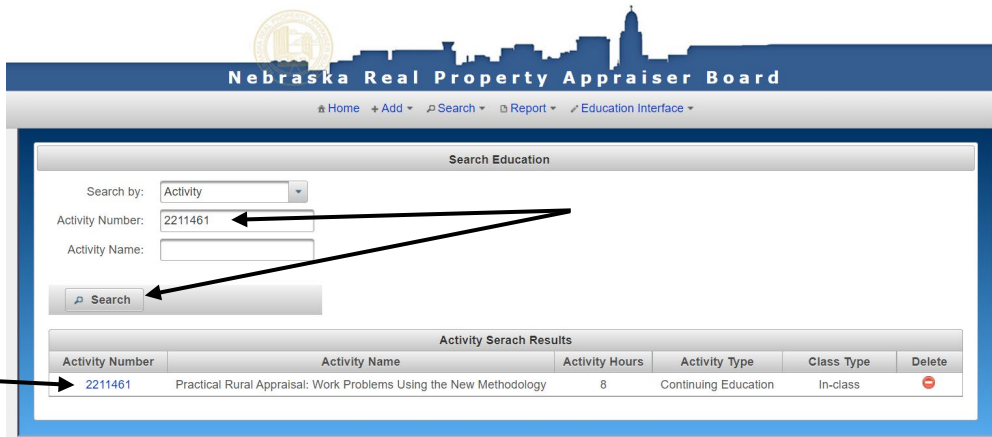 Nebraska Real Property Appraiser Board
Home + Add Search Report Education Interface
Search Education
Search by: Activity
Activity Number: 2211461
Activity Name:
Search
Activity Serach Results
Activity Number Activity Name Activity Hours Activity Type Class Type Delete
2211461 Practical Rural Appraisal: Work Problems Using the New Methodology 8 Continuing Education In-class